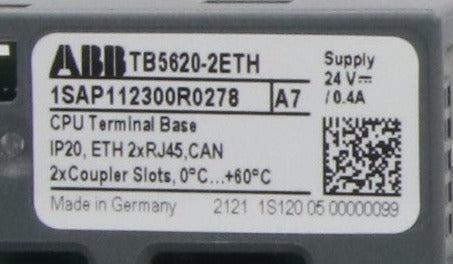 ABB TB5620-2ETH
Supply
24 V⎓
/ 0.4A
1SAP112300R0278 A7
CPU Terminal Base
IP20, ETH 2xRJ45,CAN
2xCoupler Slots, 0°C...+60°C
Made in Germany 2121 1S120 05 00000099